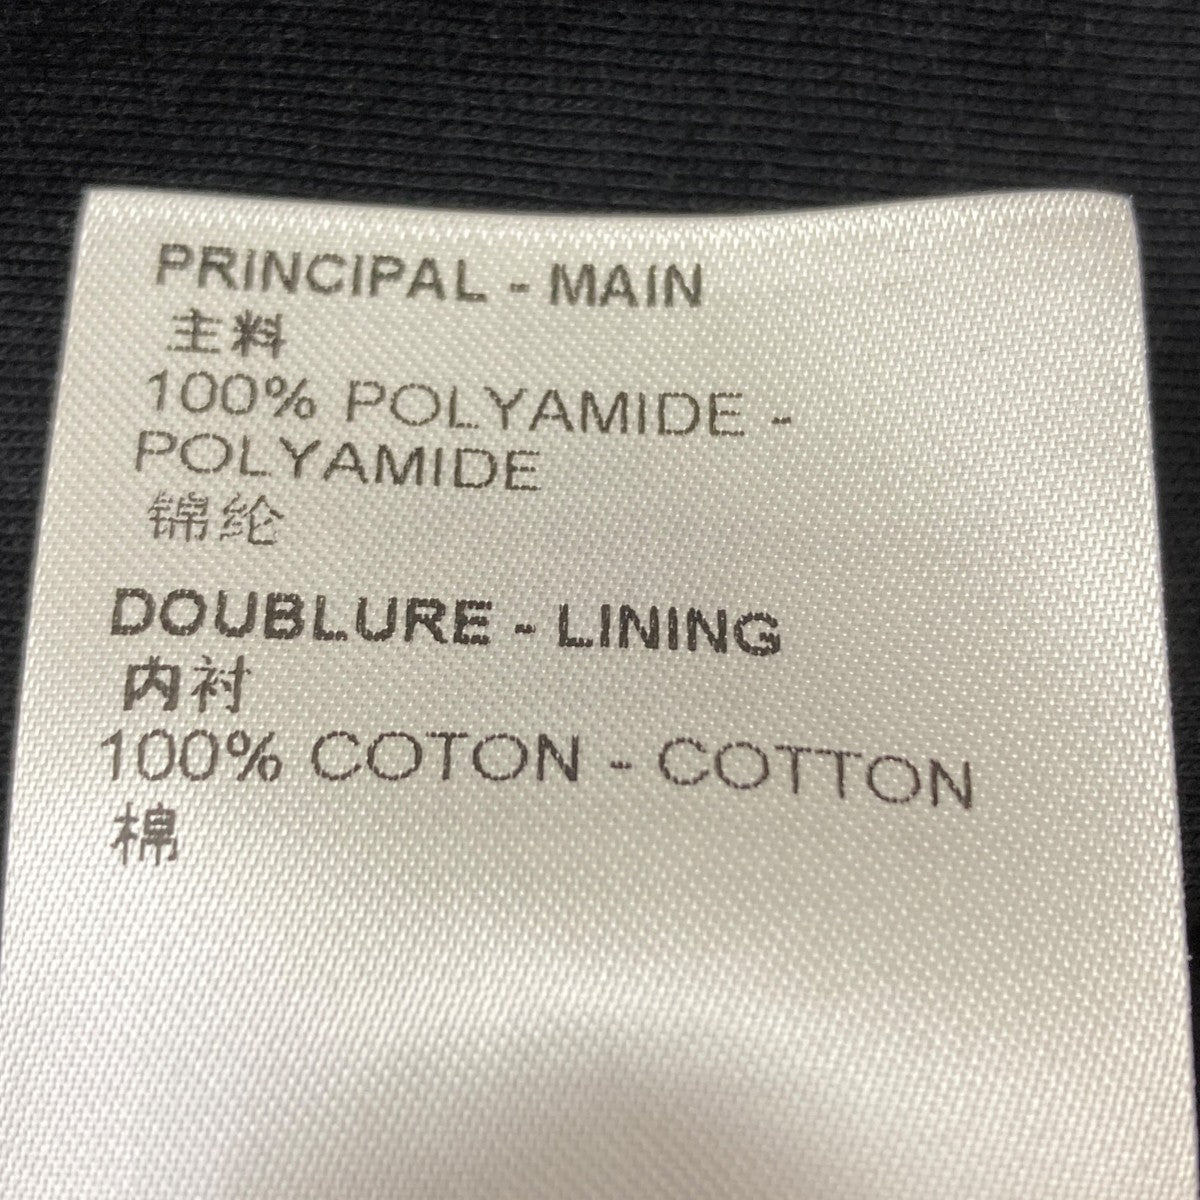 PRINCIPAL - MAIN
主料
100% POLYAMIDE -
POLYAMIDE
锦纶
DOUBLURE - LINING
内衬
100% COTON - COTTON
棉